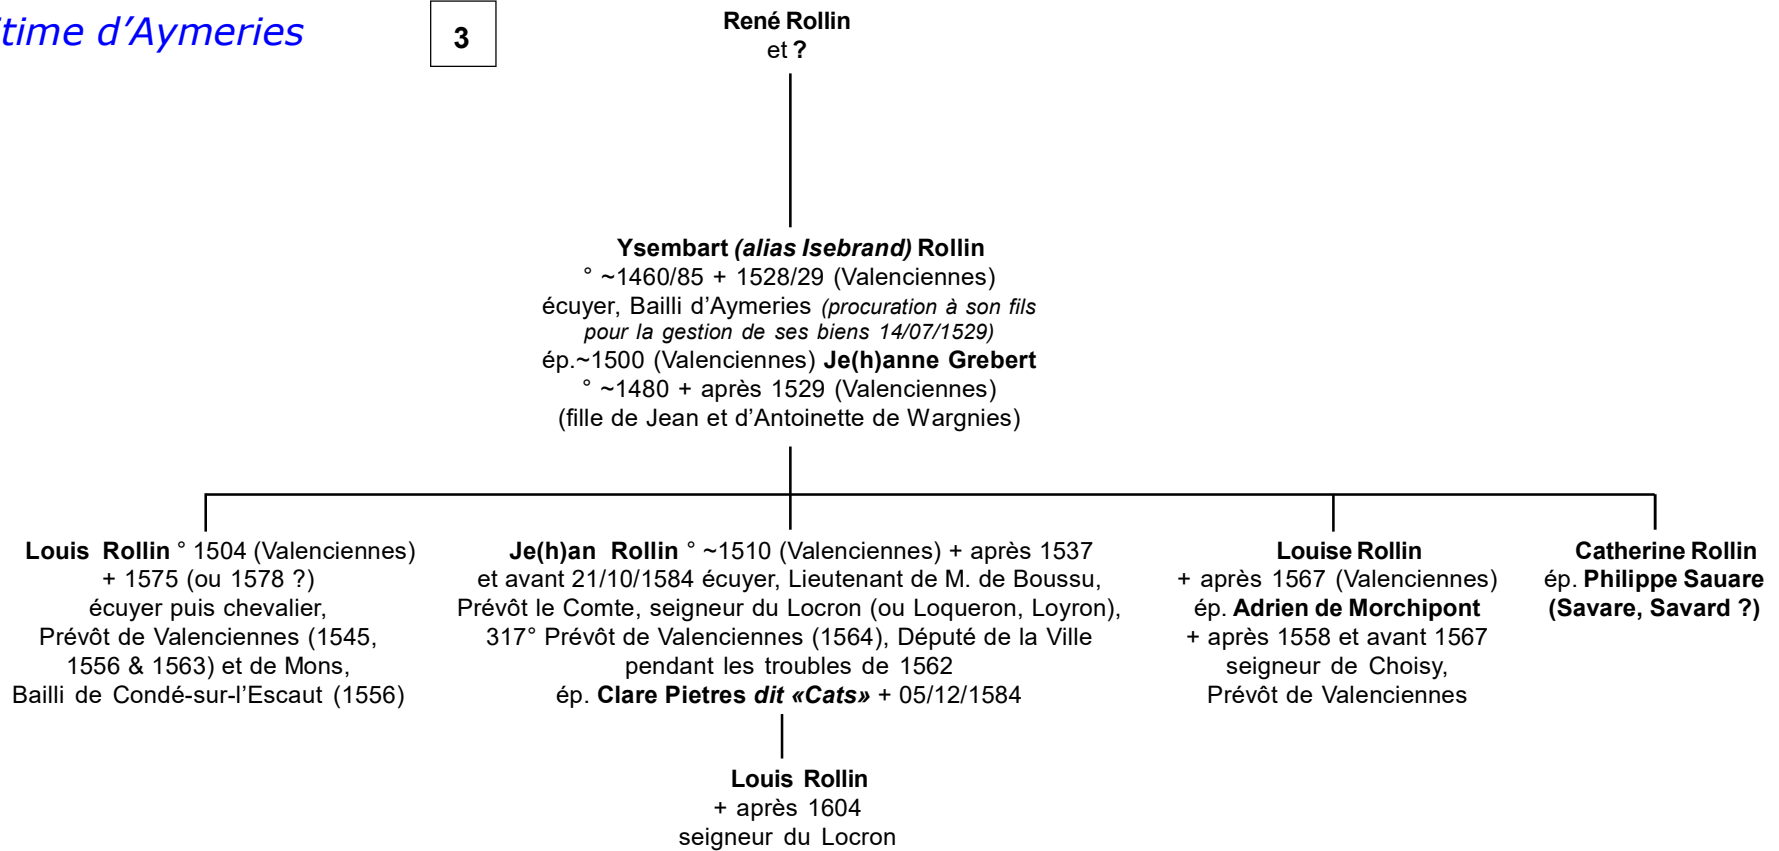 time d’Aymeries
3
René Rollin
et ?
Ysembart (alias Isebrand) Rollin
° ~1460/85 + 1528/29 (Valenciennes)
écuyer, Bailli d’Aymeries (procuration à son fils
pour la gestion de ses biens 14/07/1529)
ép.~1500 (Valenciennes) Je(h)anne Grebert
° ~1480 + après 1529 (Valenciennes)
(fille de Jean et d’Antoinette de Wargnies)
Louis Rollin ° 1504 (Valenciennes)
+ 1575 (ou 1578 ?)
écuyer puis chevalier,
Prévôt de Valenciennes (1545,
1556 & 1563) et de Mons,
Bailli de Condé-sur-l’Escaut (1556)
Je(h)an Rollin ° ~1510 (Valenciennes) + après 1537
et avant 21/10/1584 écuyer, Lieutenant de M. de Boussu,
Prévôt le Comte, seigneur du Locron (ou Loqueron, Loyron),
317° Prévôt de Valenciennes (1564), Député de la Ville
pendant les troubles de 1562
ép. Clare Pietres dit «Cats» + 05/12/1584
Louise Rollin
+ après 1567 (Valenciennes)
ép. Adrien de Morchipont
+ après 1558 et avant 1567
seigneur de Choisy,
Prévôt de Valenciennes
Catherine Rollin
ép. Philippe Sauare
(Savare, Savard ?)
Louis Rollin
+ après 1604
seigneur du Locron